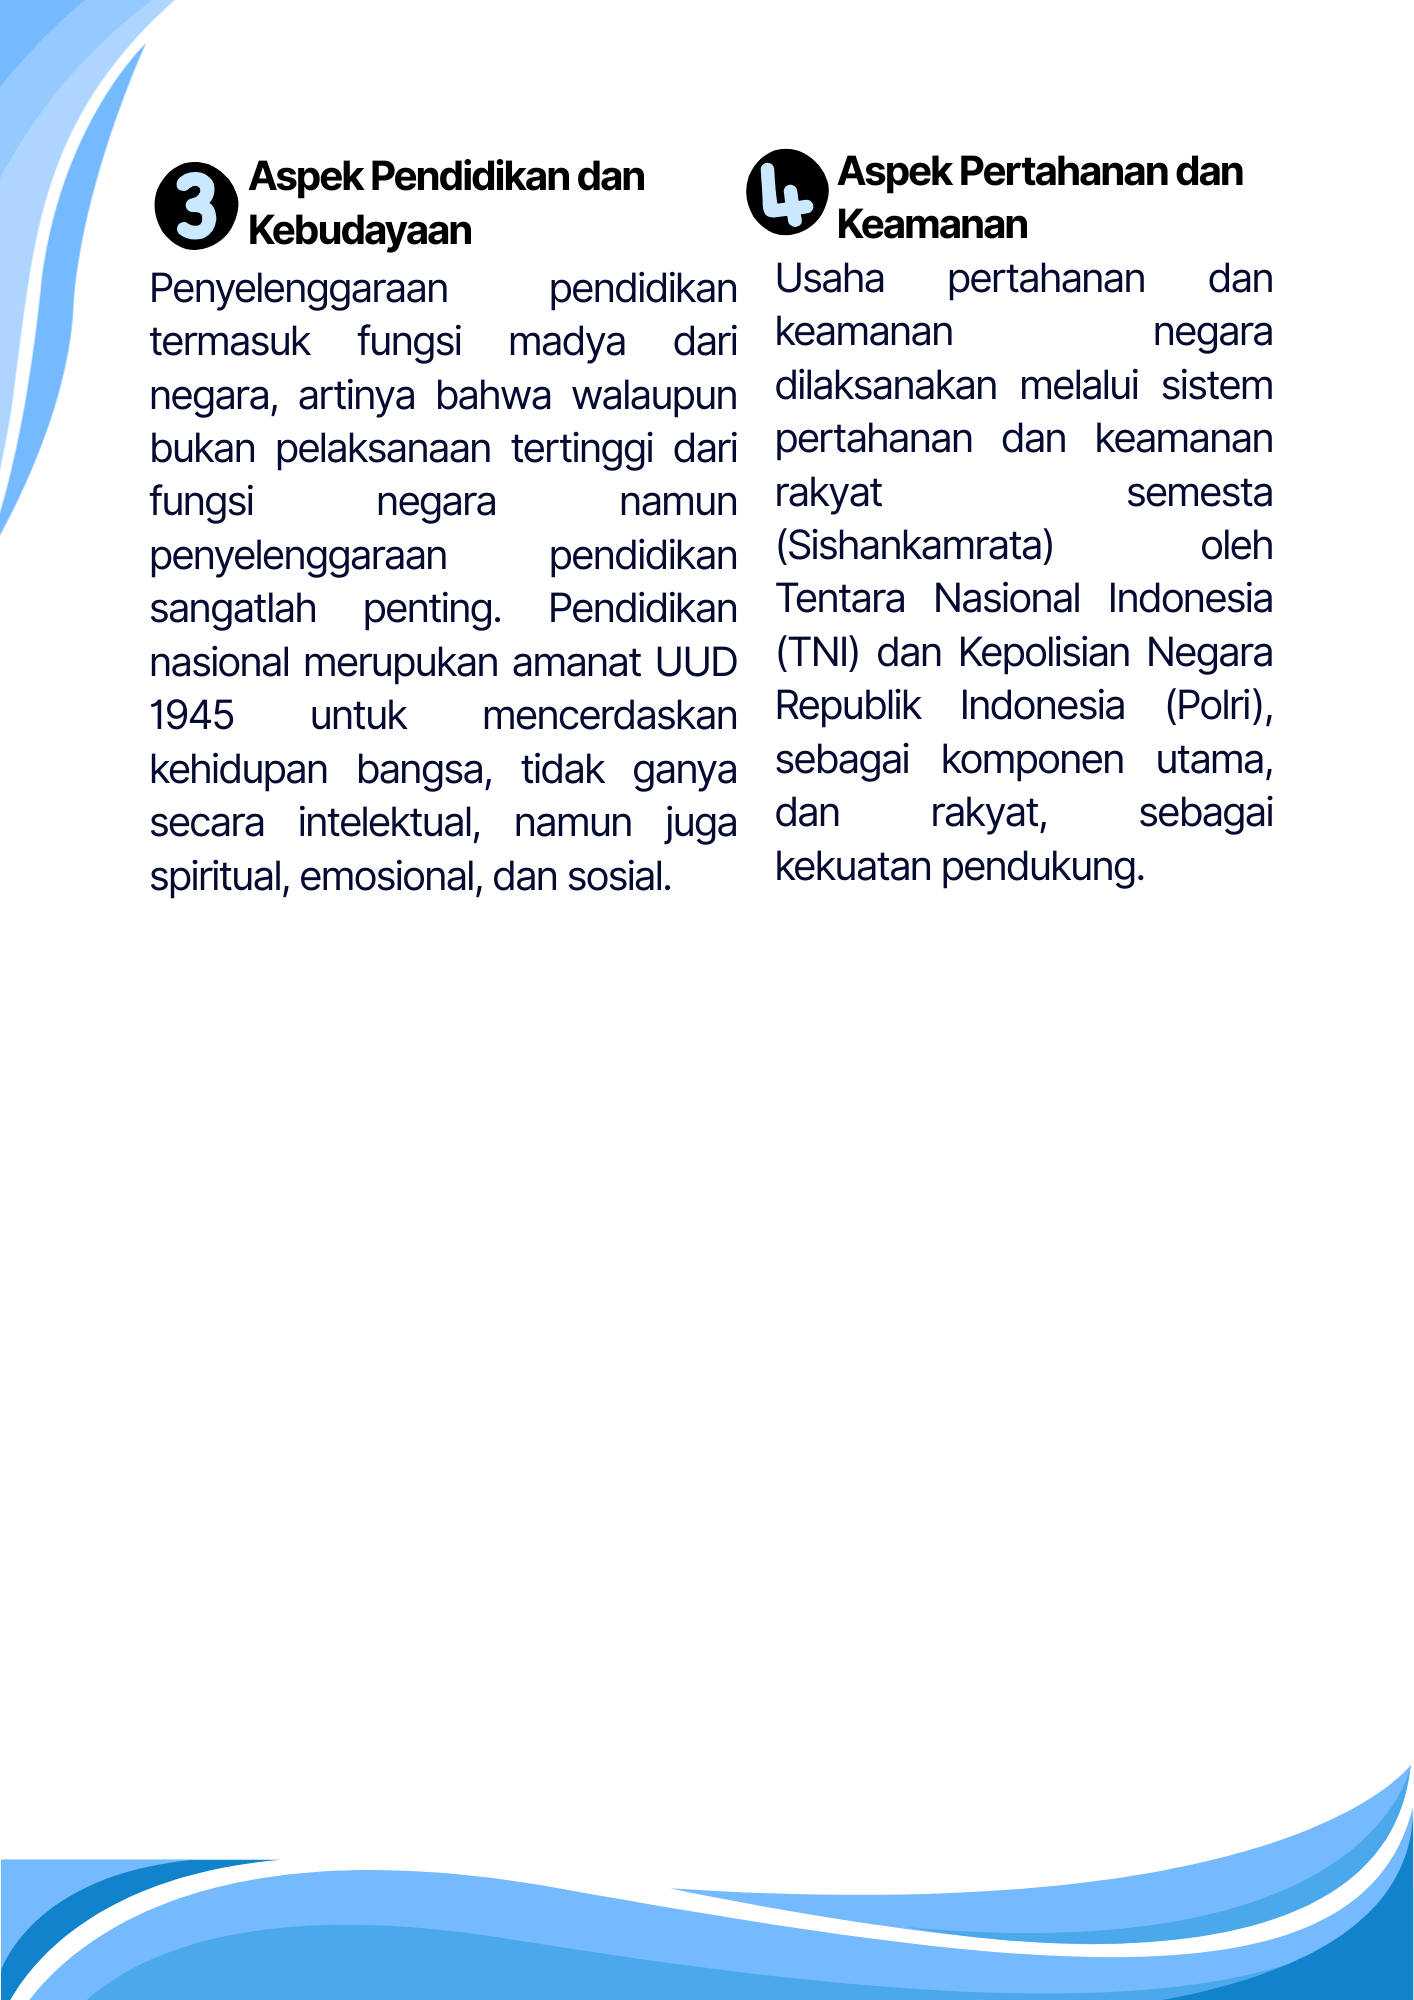 3
Aspek Pendidikan dan
Kebudayaan
Penyelenggaraan pendidikan
termasuk fungsi madya dari
negara, artinya bahwa walaupun
bukan pelaksanaan tertinggi dari
fungsi negara namun
penyelenggaraan pendidikan
sangatlah penting. Pendidikan
nasional merupukan amanat UUD
1945 untuk mencerdaskan
kehidupan bangsa, tidak ganya
secara intelektual, namun juga
spiritual, emosional, dan sosial.
4
Aspek Pertahanan dan
Keamanan
Usaha pertahanan dan
keamanan negara
dilaksanakan melalui sistem
pertahanan dan keamanan
rakyat semesta
(Sishankamrata) oleh
Tentara Nasional Indonesia
(TNI) dan Kepolisian Negara
Republik Indonesia (Polri),
sebagai komponen utama,
dan rakyat, sebagai
kekuatan pendukung.